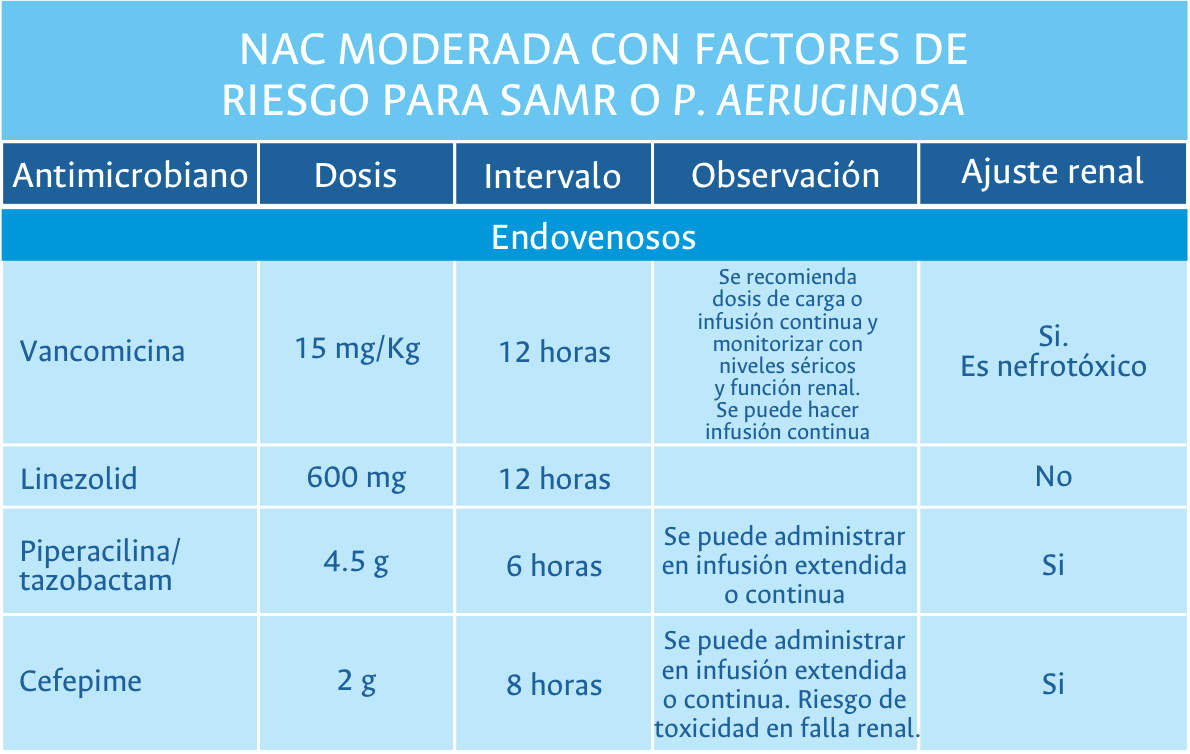 NAC MODERADA CON FACTORES DE
RIESGO PARA SAMR O P. AERUGINOSA
Antimicrobiano
Dosis
Intervalo
Observación
Ajuste renal
Endovenosos
Vancomicina
15 mg/Kg
12 horas
Se recomienda
dosis de carga o
infusión continua y
monitorizar con
niveles séricos
y función renal.
Se puede hacer
infusión continua
Si.
Es nefrotóxico
Linezolid
600 mg
12 horas
No
Piperacilina/
tazobactam
4.5 g
6 horas
Se puede administrar
en infusión extendida
o continua
Si
Cefepime
2 g
8 horas
Se puede administrar
en infusión extendida
o continua. Riesgo de
toxicidad en falla renal.
Si